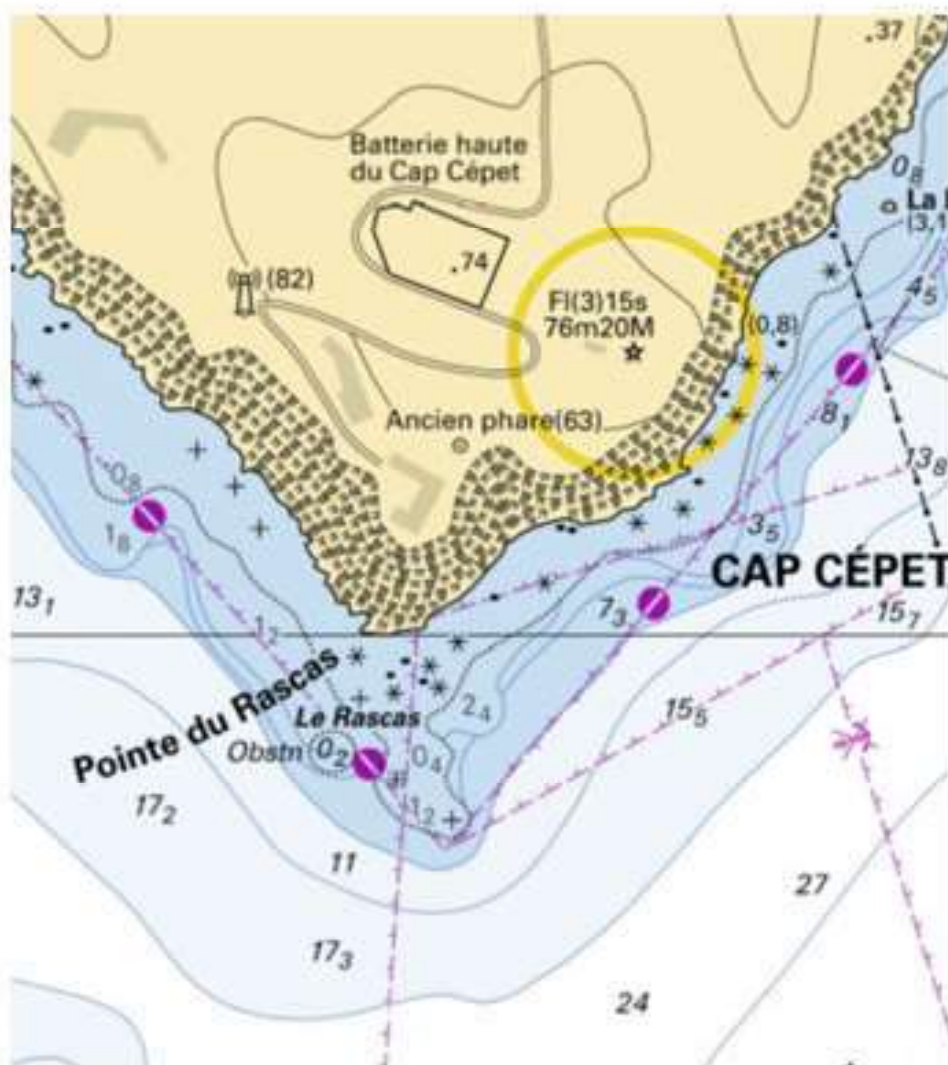 37
Batterie haute
du Cap Cépet
08
La
(3,1
(82)
74
Fl(3)15s
76m20M
45
(0,8)
Ancien phare(63)
81
138
08
18
35
CAP CÉPET
131
73
157
12
Pointe du Rascas
Le Rascas
24
155
Obstn
02
04
12
172
11
27
173
24